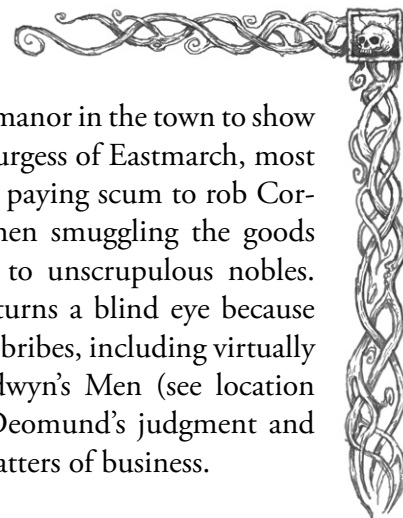 manor in the town to show
urgess of Eastmarch, most
paying scum to rob Cor-
hen smuggling the goods
to unscrupulous nobles.
turns a blind eye because
bribes, including virtually
dwyn's Men (see location
Deomund's judgment and
atters of business.